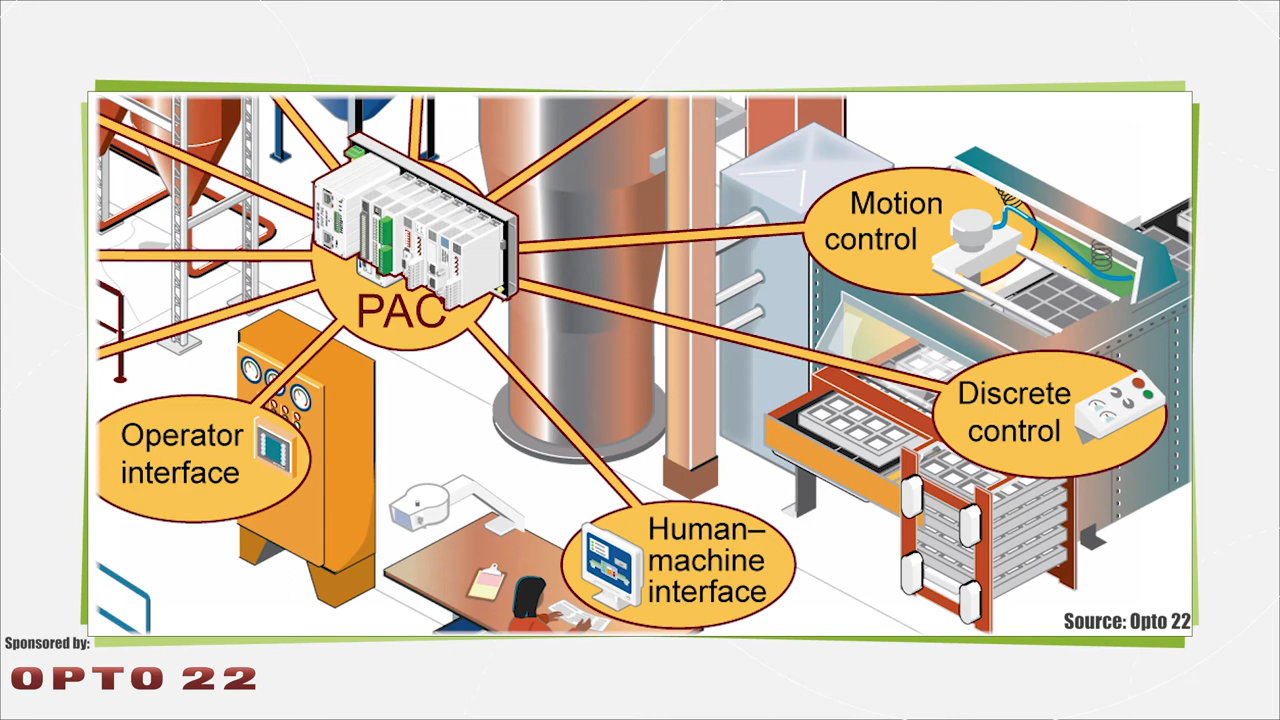 Motion
control
PAC
Discrete
control
Operator
interface
Human–
machine
interface
Source: Opto 22
Sponsored by:
OPTO 22